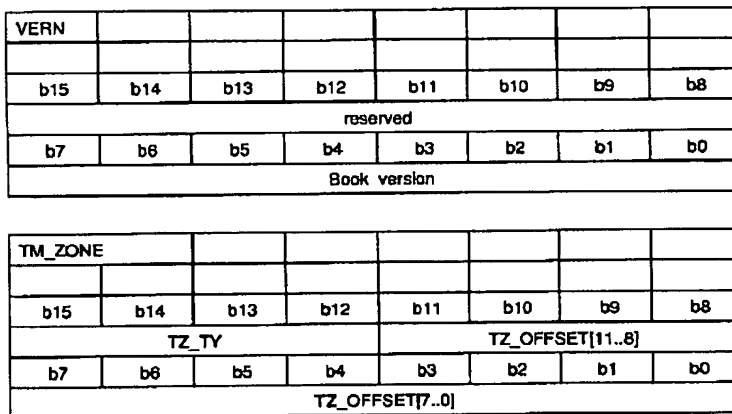 VERN
b15 b14 b13 b12 b11 b10 b9 b8
reserved
b7 b6 b5 b4 b3 b2 b1 b0
Book version
TM_ZONE
b15 b14 b13 b12 b11 b10 b9 b8
TZ_TY TZ_OFFSET[11..8]
b7 b6 b5 b4 b3 b2 b1 b0
TZ_OFFSET[7..0]